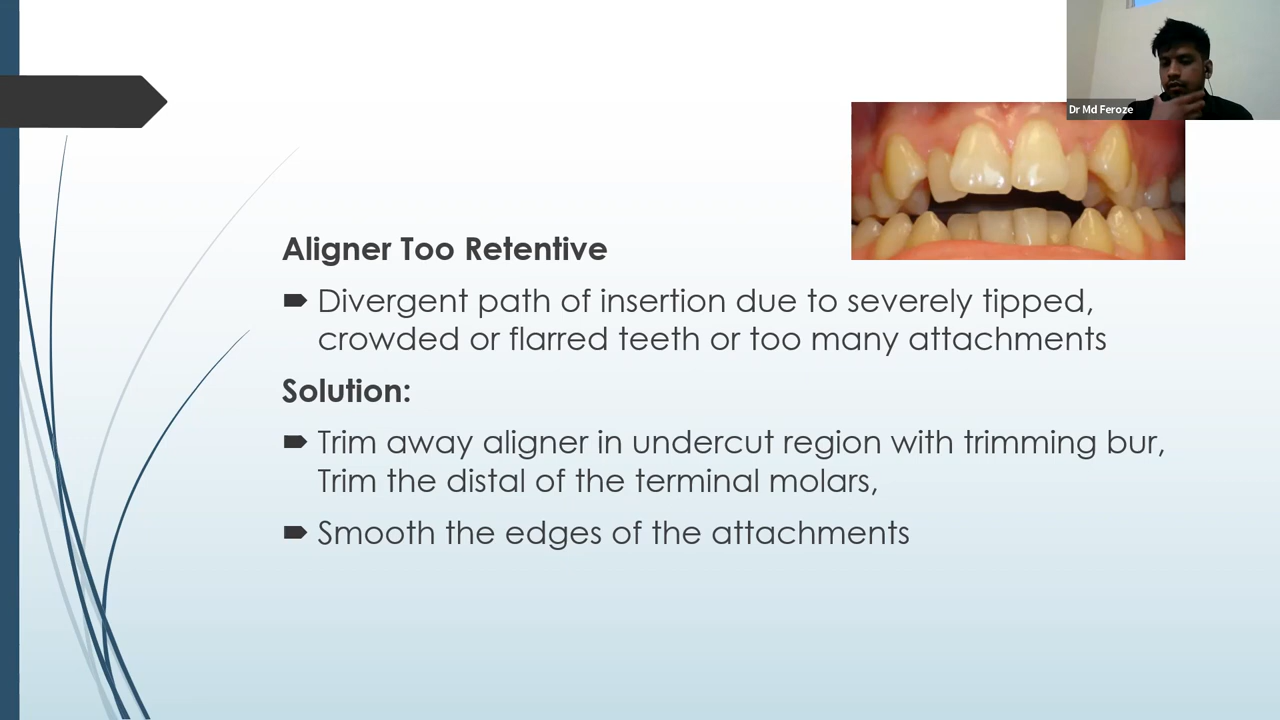 Dr Md Feroze
Aligner Too Retentive
Divergent path of insertion due to severely tipped,
crowded or flarred teeth or too many attachments
Solution:
Trim away aligner in undercut region with trimming bur,
Trim the distal of the terminal molars,
Smooth the edges of the attachments